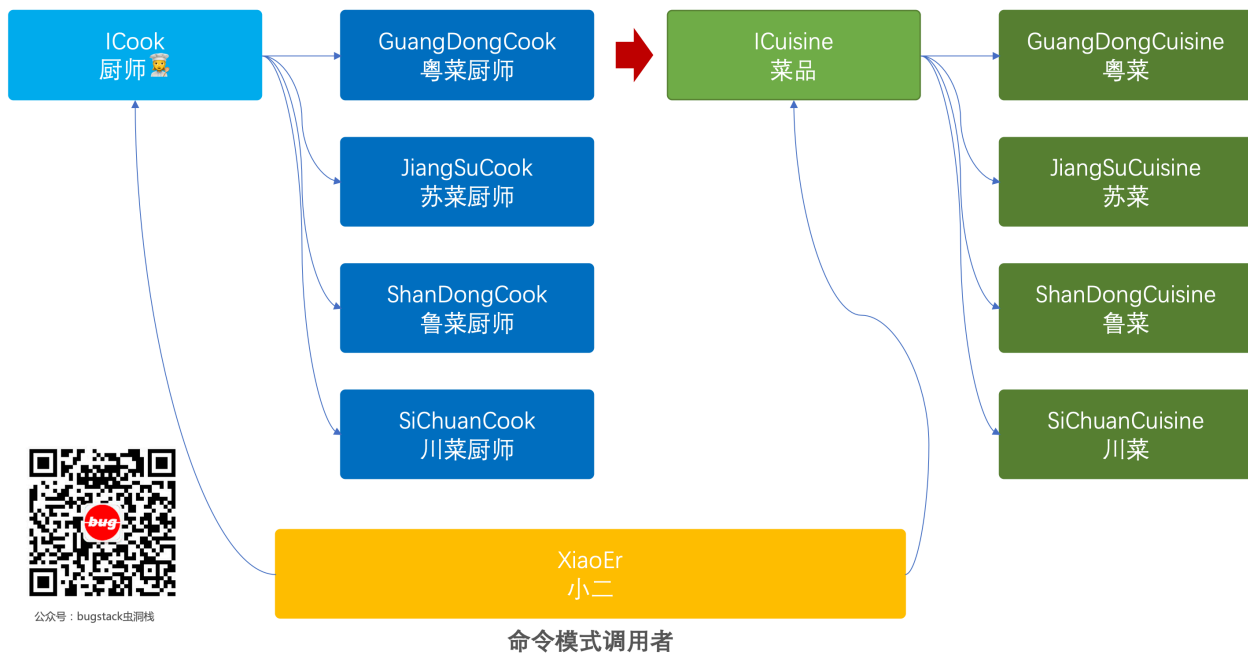 ICook
厨师
GuangDongCook
粤菜厨师
ICuisine
菜品
GuangDongCuisine
粤菜
JiangSuCook
苏菜厨师
JiangSuCuisine
苏菜
ShanDongCook
鲁菜厨师
ShanDongCuisine
鲁菜
SiChuanCook
川菜厨师
SiChuanCuisine
川菜
bug
公众号：bugstack虫洞栈
XiaoEr
小二
命令模式调用者